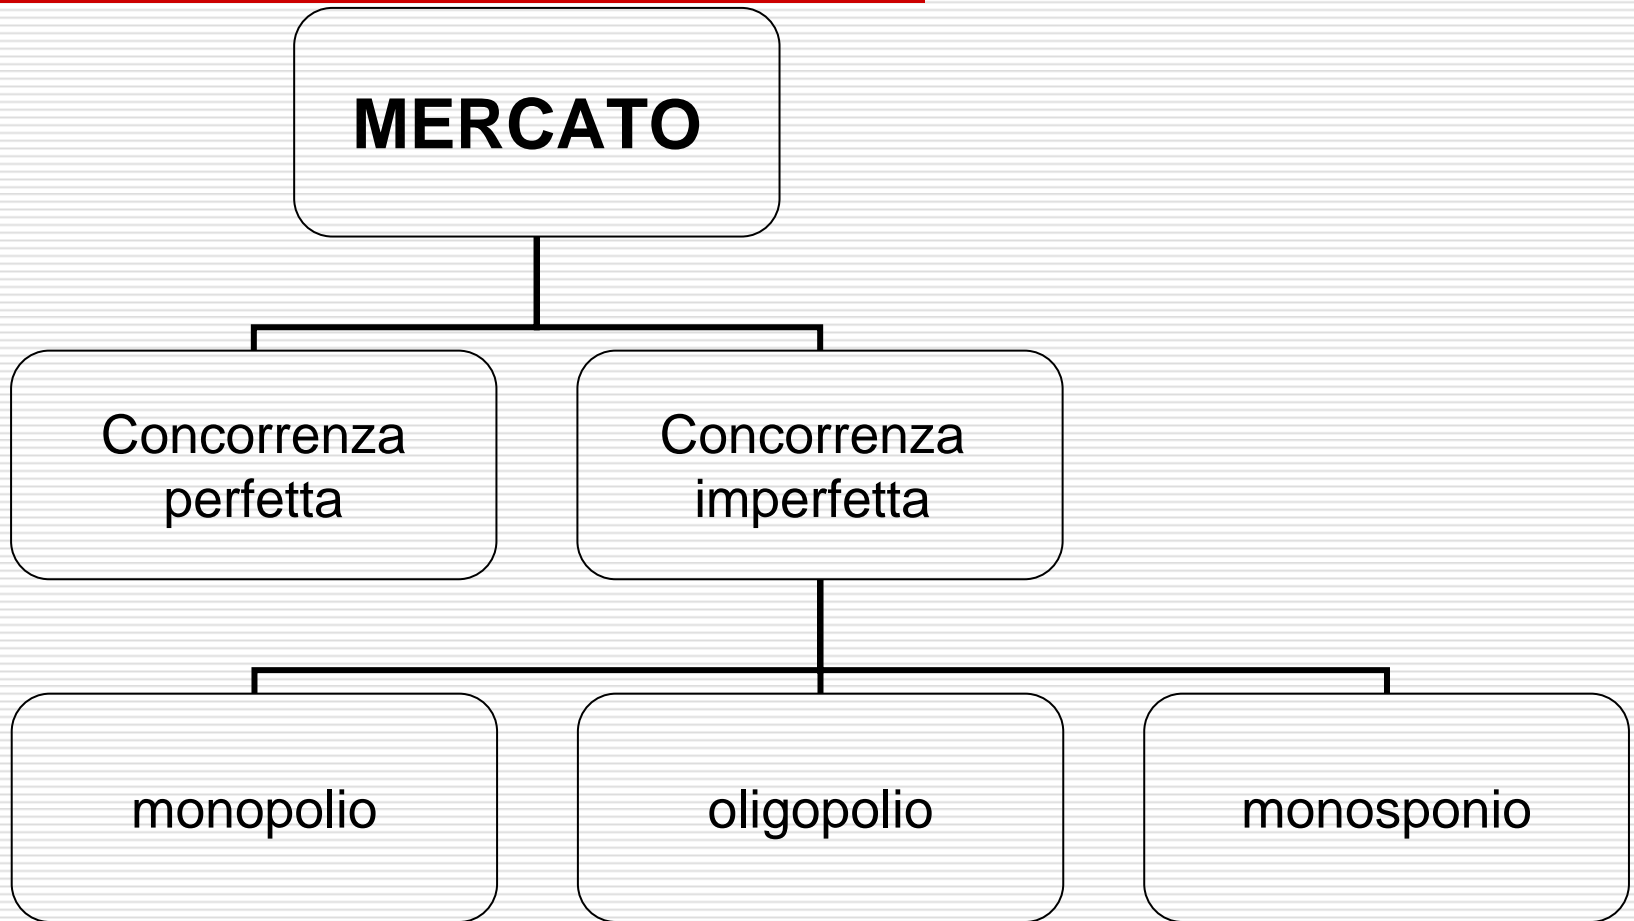 MERCATO
Concorrenza
perfetta
Concorrenza
imperfetta
monopolio
oligopolio
monosponio